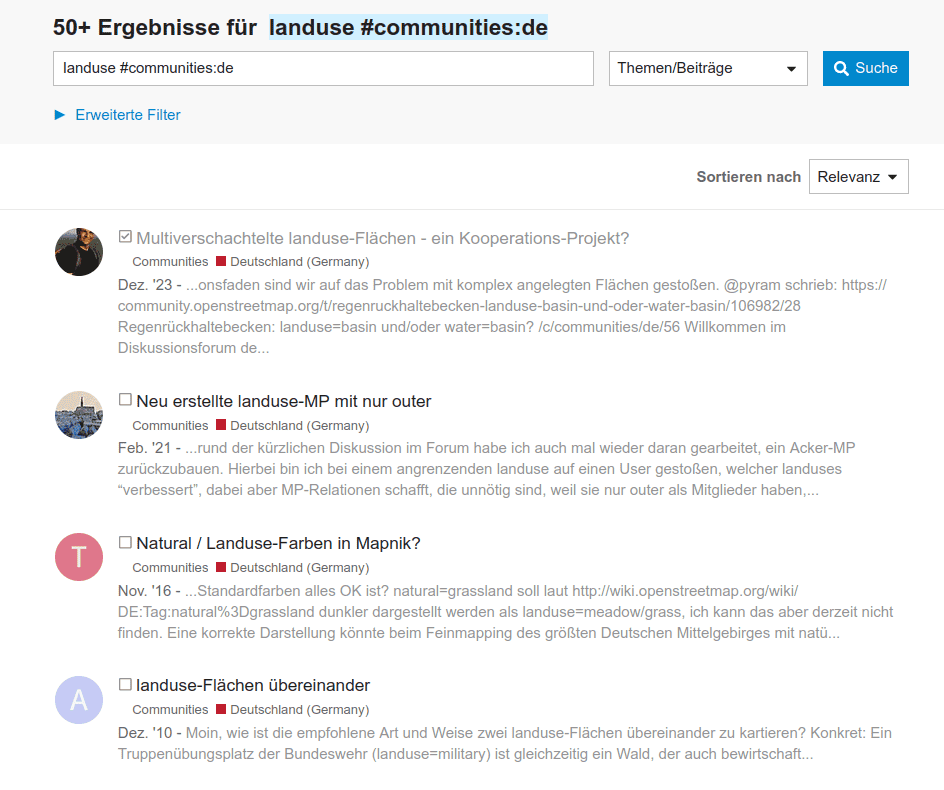 50+ Ergebnisse für landuse #communities:de
landuse #communities:de
Themen/Beiträge
Suche
Erweiterte Filter
Sortieren nach
Relevanz
Multiverschachtelte landuse-Flächen - ein Kooperations-Projekt?
Communities Deutschland (Germany)
Dez. '23 - ...onsfaden sind wir auf das Problem mit komplex angelegten Flächen gestoßen. @pyram schrieb: https://
community.openstreetmap.org/t/regenruckhaltebecken-landuse-basin-und-oder-water-basin/106982/28
Regenrückhaltebecken: landuse=basin und/oder water=basin? /c/communities/de/56 Willkommen im
Diskussionsforum de...
Neu erstellte landuse-MP mit nur outer
Communities Deutschland (Germany)
Feb. '21 - ...rund der kürzlichen Diskussion im Forum habe ich auch mal wieder daran gearbeitet, ein Acker-MP
zurückzubauen. Hierbei bin ich bei einem angrenzenden landuse auf einen User gestoßen, welcher landuses
“verbessert”, dabei aber MP-Relationen schafft, die unnötig sind, weil sie nur outer als Mitglieder haben,...
T
Natural / Landuse-Farben in Mapnik?
Communities Deutschland (Germany)
Nov. '16 - ...Standardfarben alles OK ist? natural=grassland soll laut http://wiki.openstreetmap.org/wiki/
DE:Tag:natural%3Dgrassland dunkler dargestellt werden als landuse=meadow/grass, ich kann das aber derzeit nicht
finden. Eine korrekte Darstellung könnte beim Feinmapping des größten Deutschen Mittelgebirges mit natü...
A
landuse-Flächen übereinander
Communities Deutschland (Germany)
Dez. '10 - Moin, wie ist die empfohlene Art und Weise zwei landuse-Flächen übereinander zu kartieren? Konkret: Ein
Truppenübungsplatz der Bundeswehr (landuse=military) ist gleichzeitig ein Wald, der auch bewirtschaft...